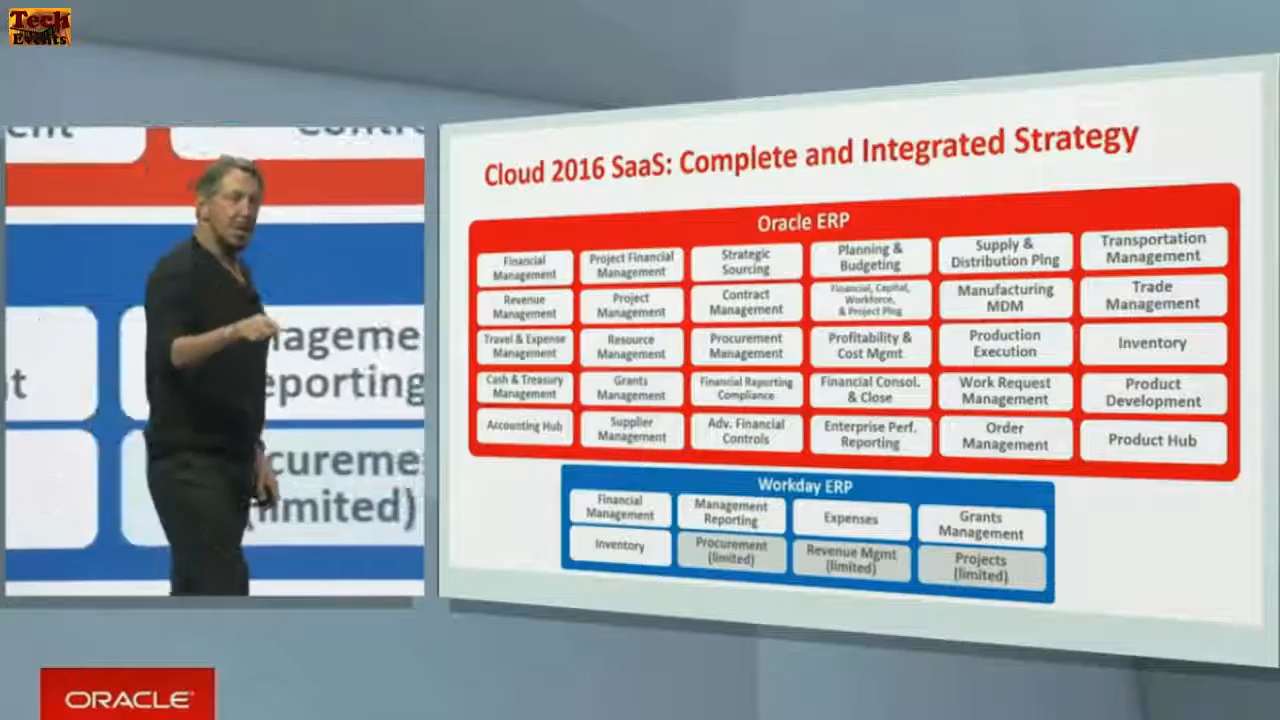 Tech
Events
Cloud 2016 SaaS: Complete and Integrated Strategy
Oracle ERP
Financial
Management
Project Financial
Management
Strategic
Sourcing
Planning &
Budgeting
Supply &
Distribution Plng
Transportation
Management
Revenue
Management
Project
Management
Contract
Management
Financial, Capital,
Workforce,
& Project Plng
Manufacturing
MDM
Trade
Management
Travel & Expense
Management
Resource
Management
Procurement
Management
Profitability &
Cost Mgmt
Production
Execution
Inventory
Cash & Treasury
Management
Grants
Management
Financial Reporting
Compliance
Financial Consol.
& Close
Work Request
Management
Product
Development
Accounting Hub
Supplier
Management
Adv. Financial
Controls
Enterprise Perf.
Reporting
Order
Management
Product Hub
Workday ERP
Financial
Management
Management
Reporting
Expenses
Grants
Management
Inventory
Procurement
(limited)
Revenue Mgmt
(limited)
Projects
(limited)
nageme
eporting
t
cureme
(limited)
ORACLE